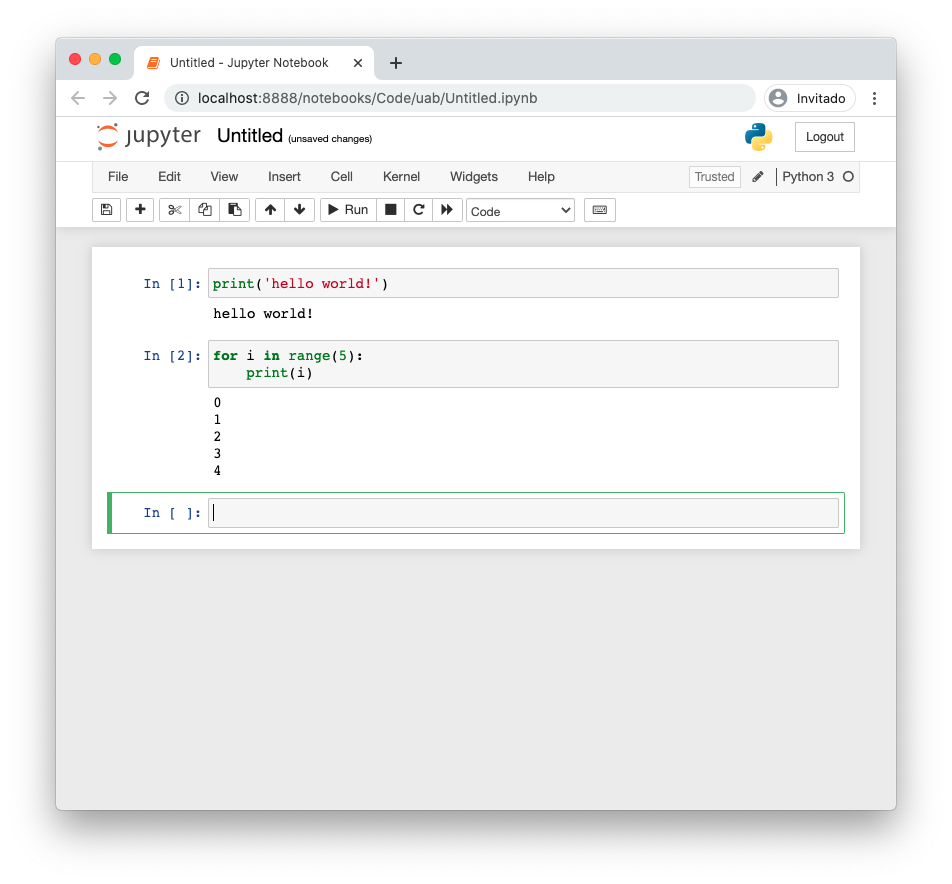 Untitled - Jupyter Notebook
localhost:8888/notebooks/Code/uab/Untitled.ipynb
Invitado
jupyter Untitled (unsaved changes)
Logout
File Edit View Insert Cell Kernel Widgets Help Trusted Python 3
Run Code
In [1]: print('hello world!')
hello world!
In [2]: for i in range(5):
    print(i)
0
1
2
3
4
In [ ]: